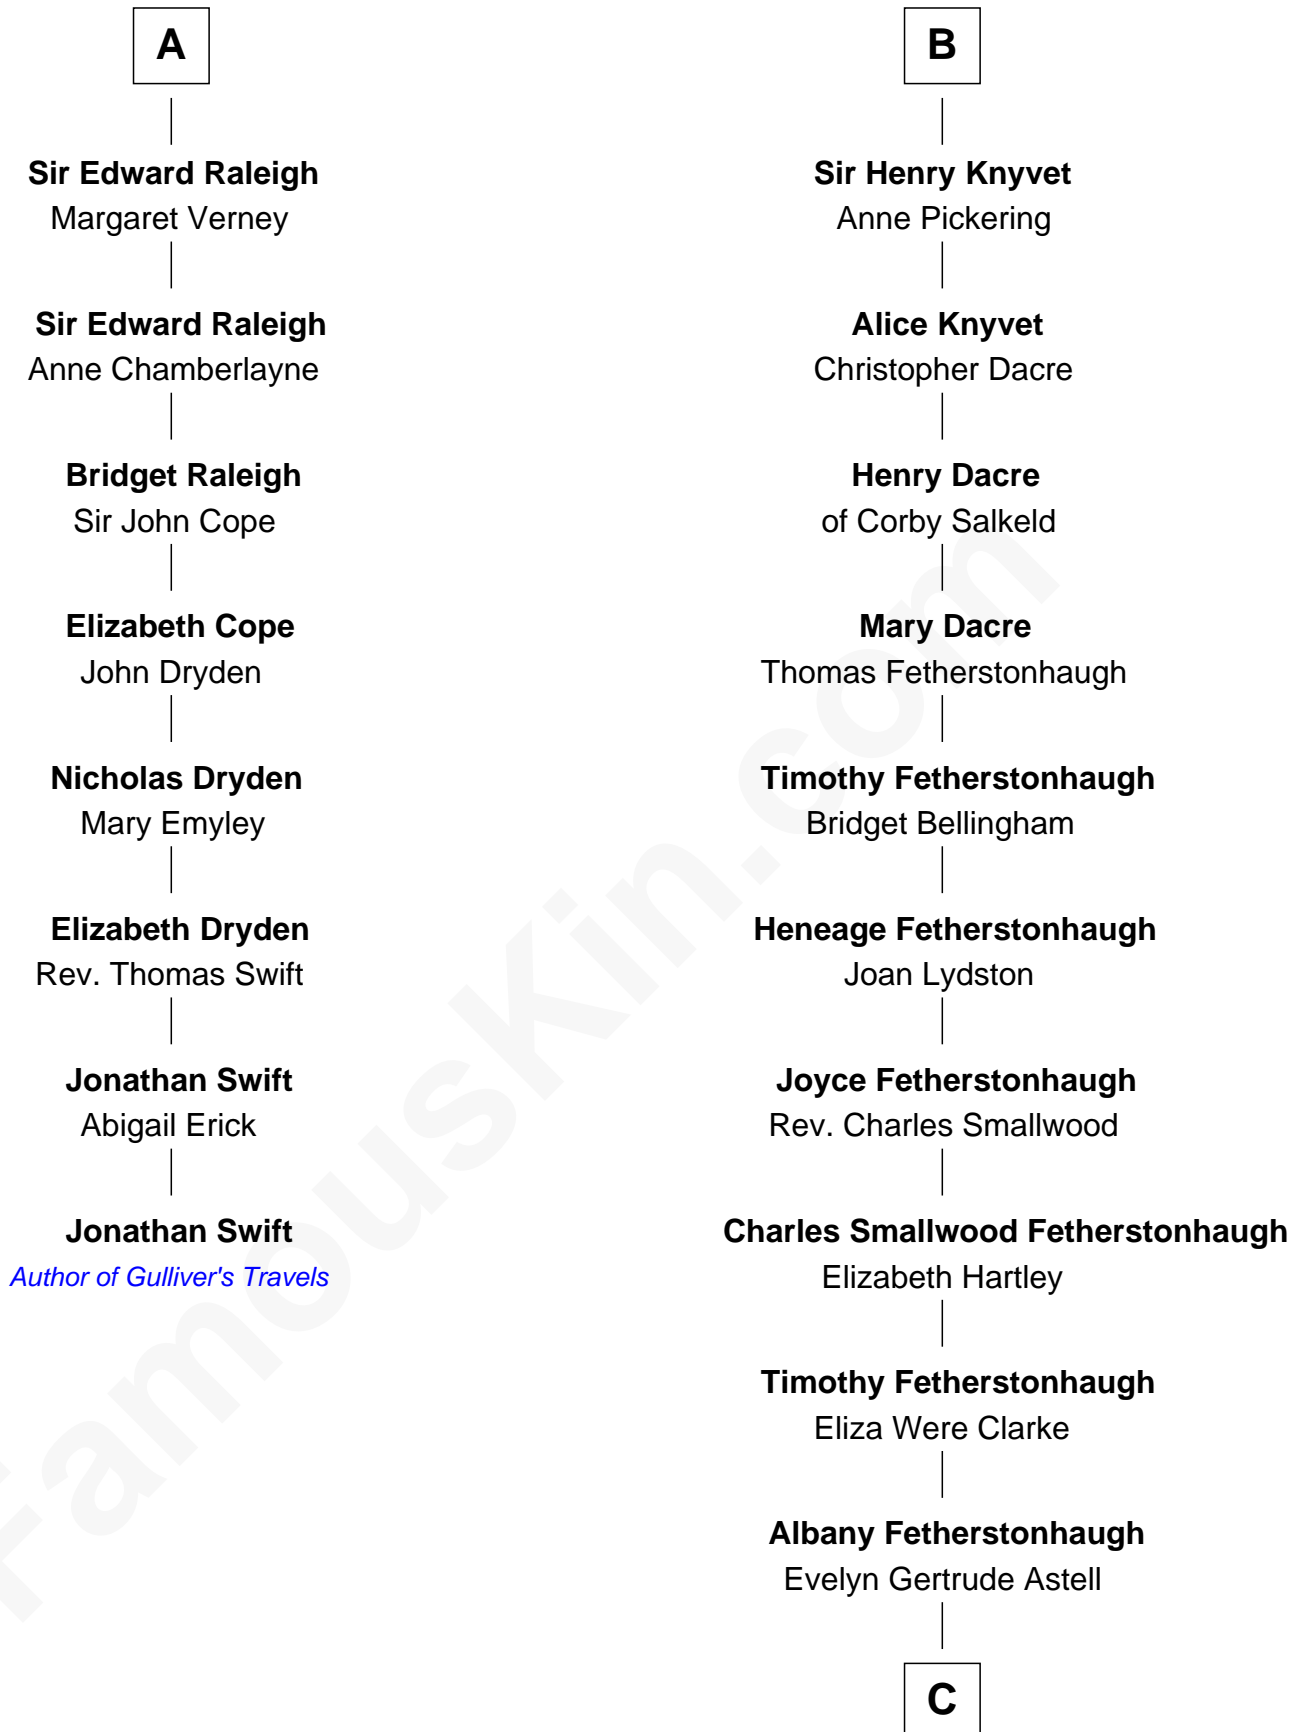 A
Sir Edward Raleigh
Margaret Verney
Sir Edward Raleigh
Anne Chamberlayne
Bridget Raleigh
Sir John Cope
Elizabeth Cope
John Dryden
Nicholas Dryden
Mary Emyley
Elizabeth Dryden
Rev. Thomas Swift
Jonathan Swift
Abigail Erick
Jonathan Swift
Author of Gulliver's Travels
B
Sir Henry Knyvet
Anne Pickering
Alice Knyvet
Christopher Dacre
Henry Dacre
of Corby Salkeld
Mary Dacre
Thomas Fetherstonhaugh
Timothy Fetherstonhaugh
Bridget Bellingham
Heneage Fetherstonhaugh
Joan Lydston
Joyce Fetherstonhaugh
Rev. Charles Smallwood
Charles Smallwood Fetherstonhaugh
Elizabeth Hartley
Timothy Fetherstonhaugh
Eliza Were Clarke
Albany Fetherstonhaugh
Evelyn Gertrude Astell
C
FamousKin.com